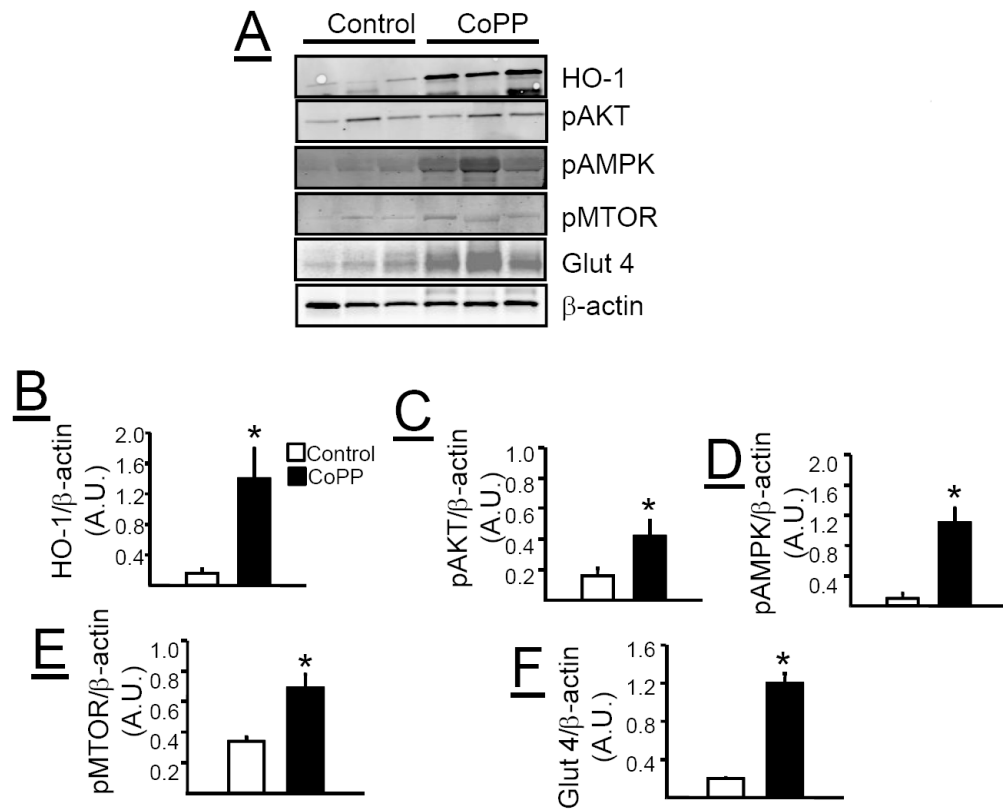 A
Control CoPP
HO-1
pAKT
pAMPK
pMTOR
Glut 4
β-actin
B
HO-1/β-actin
(A.U.)
2.0
1.6
1.2
0.8
0.4
*
Control
CoPP
C
pAKT/β-actin
(A.U.)
1.0
0.8
0.6
0.4
0.2
*
D
pAMPK/β-actin
(A.U.)
2.0
1.6
1.2
0.8
0.4
*
E
pMTOR/β-actin
(A.U.)
1.0
0.8
0.6
0.4
0.2
*
F
Glut 4/β-actin
(A.U.)
1.6
1.2
0.8
0.4
*